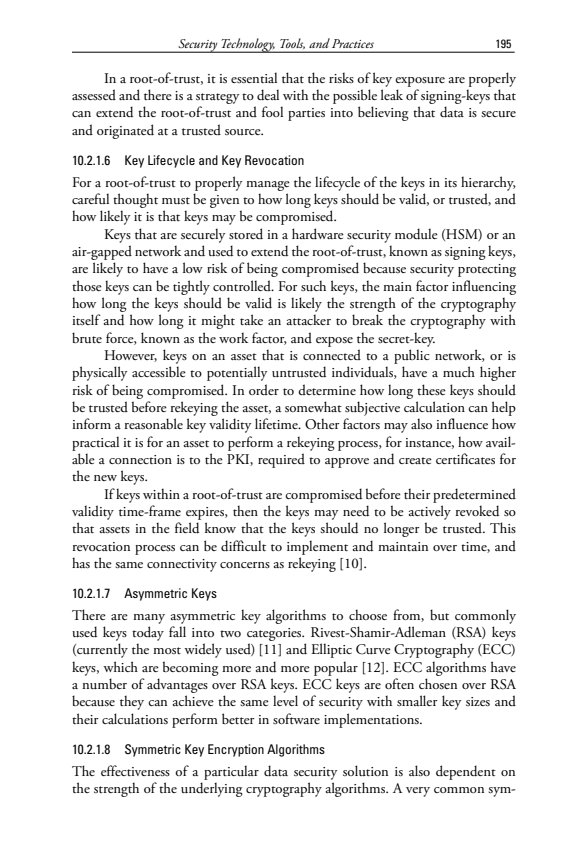 Security Technology, Tools, and Practices 195
In a root-of-trust, it is essential that the risks of key exposure are properly
assessed and there is a strategy to deal with the possible leak of signing-keys that
can extend the root-of-trust and fool parties into believing that data is secure
and originated at a trusted source.
10.2.1.6 Key Lifecycle and Key Revocation
For a root-of-trust to properly manage the lifecycle of the keys in its hierarchy,
careful thought must be given to how long keys should be valid, or trusted, and
how likely it is that keys may be compromised.
Keys that are securely stored in a hardware security module (HSM) or an
air-gapped network and used to extend the root-of-trust, known as signing keys,
are likely to have a low risk of being compromised because security protecting
those keys can be tightly controlled. For such keys, the main factor influencing
how long the keys should be valid is likely the strength of the cryptography
itself and how long it might take an attacker to break the cryptography with
brute force, known as the work factor, and expose the secret-key.
However, keys on an asset that is connected to a public network, or is
physically accessible to potentially untrusted individuals, have a much higher
risk of being compromised. In order to determine how long these keys should
be trusted before rekeying the asset, a somewhat subjective calculation can help
inform a reasonable key validity lifetime. Other factors may also influence how
practical it is for an asset to perform a rekeying process, for instance, how avail-
able a connection is to the PKI, required to approve and create certificates for
the new keys.
If keys within a root-of-trust are compromised before their predetermined
validity time-frame expires, then the keys may need to be actively revoked so
that assets in the field know that the keys should no longer be trusted. This
revocation process can be difficult to implement and maintain over time, and
has the same connectivity concerns as rekeying [10].
10.2.1.7 Asymmetric Keys
There are many asymmetric key algorithms to choose from, but commonly
used keys today fall into two categories. Rivest-Shamir-Adleman (RSA) keys
(currently the most widely used) [11] and Elliptic Curve Cryptography (ECC)
keys, which are becoming more and more popular [12]. ECC algorithms have
a number of advantages over RSA keys. ECC keys are often chosen over RSA
because they can achieve the same level of security with smaller key sizes and
their calculations perform better in software implementations.
10.2.1.8 Symmetric Key Encryption Algorithms
The effectiveness of a particular data security solution is also dependent on
the strength of the underlying cryptography algorithms. A very common sym-